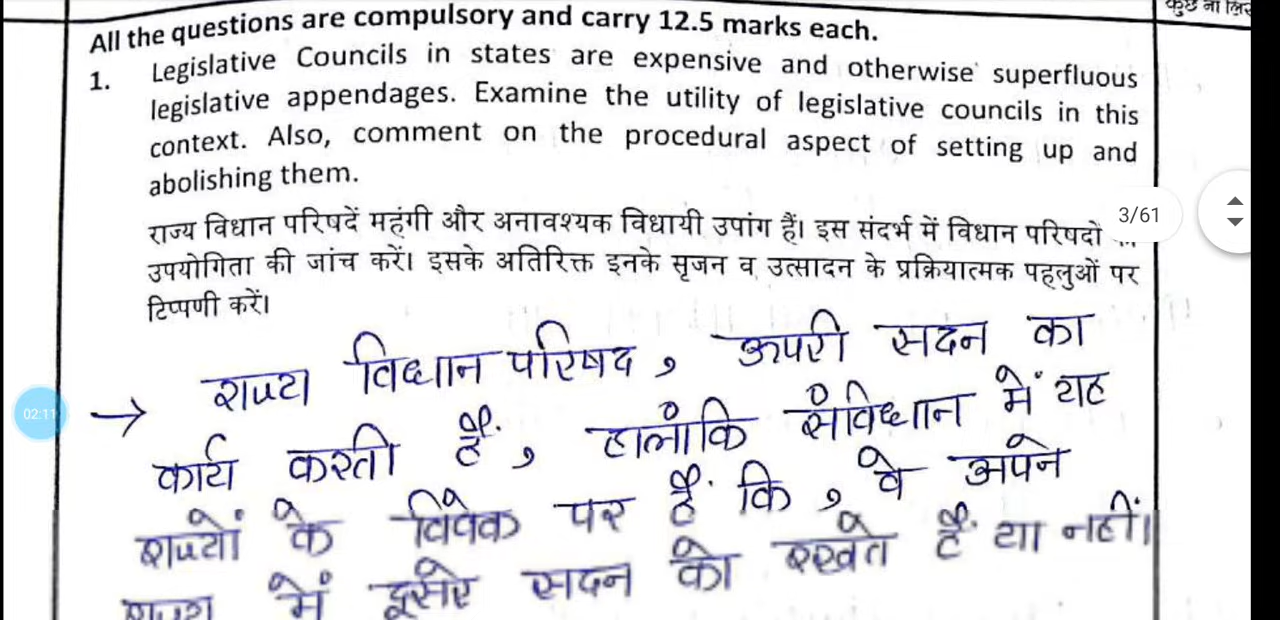 कुछ ना लिख
All the questions are compulsory and carry 12.5 marks each.
1. Legislative Councils in states are expensive and otherwise superfluous
legislative appendages. Examine the utility of legislative councils in this
context. Also, comment on the procedural aspect of setting up and
abolishing them.
राज्य विधान परिषदें महंगी और अनावश्यक विधायी उपांग हैं। इस संदर्भ में विधान परिषदों
3/61
उपयोगिता की जांच करें। इसके अतिरिक्त इनके सृजन व उत्सादन के प्रक्रियात्मक पहलुओं पर
टिप्पणी करें।
→ राज्य विधान परिषद, ऊपरी सदन का
02:11
कार्य करती है, हालाँकि संविधान में यह
राज्यों के विवेक पर है कि, वे अपने
में दूसरे सदन को रखते हैं या नहीं।